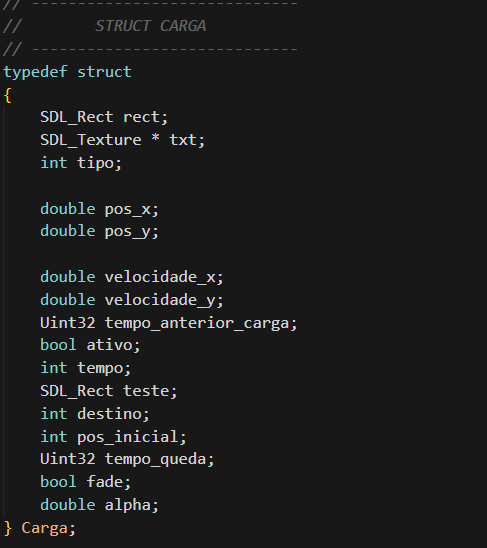 // -----------------------------
// STRUCT CARGA
// -----------------------------
typedef struct
{
SDL_Rect rect;
SDL_Texture * txt;
int tipo;
double pos_x;
double pos_y;
double velocidade_x;
double velocidade_y;
Uint32 tempo_anterior_carga;
bool ativo;
int tempo;
SDL_Rect teste;
int destino;
int pos_inicial;
Uint32 tempo_queda;
bool fade;
double alpha;
} Carga;